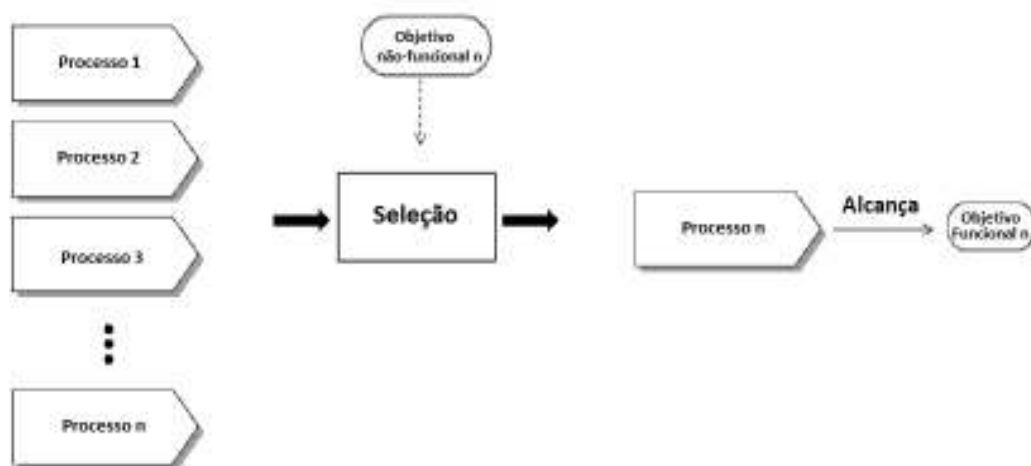 Processo 1
Processo 2
Processo 3
Processo n
Objetivo
não-funcional n
Seleção
Processo n
Alcança
Objetivo
Funcional n